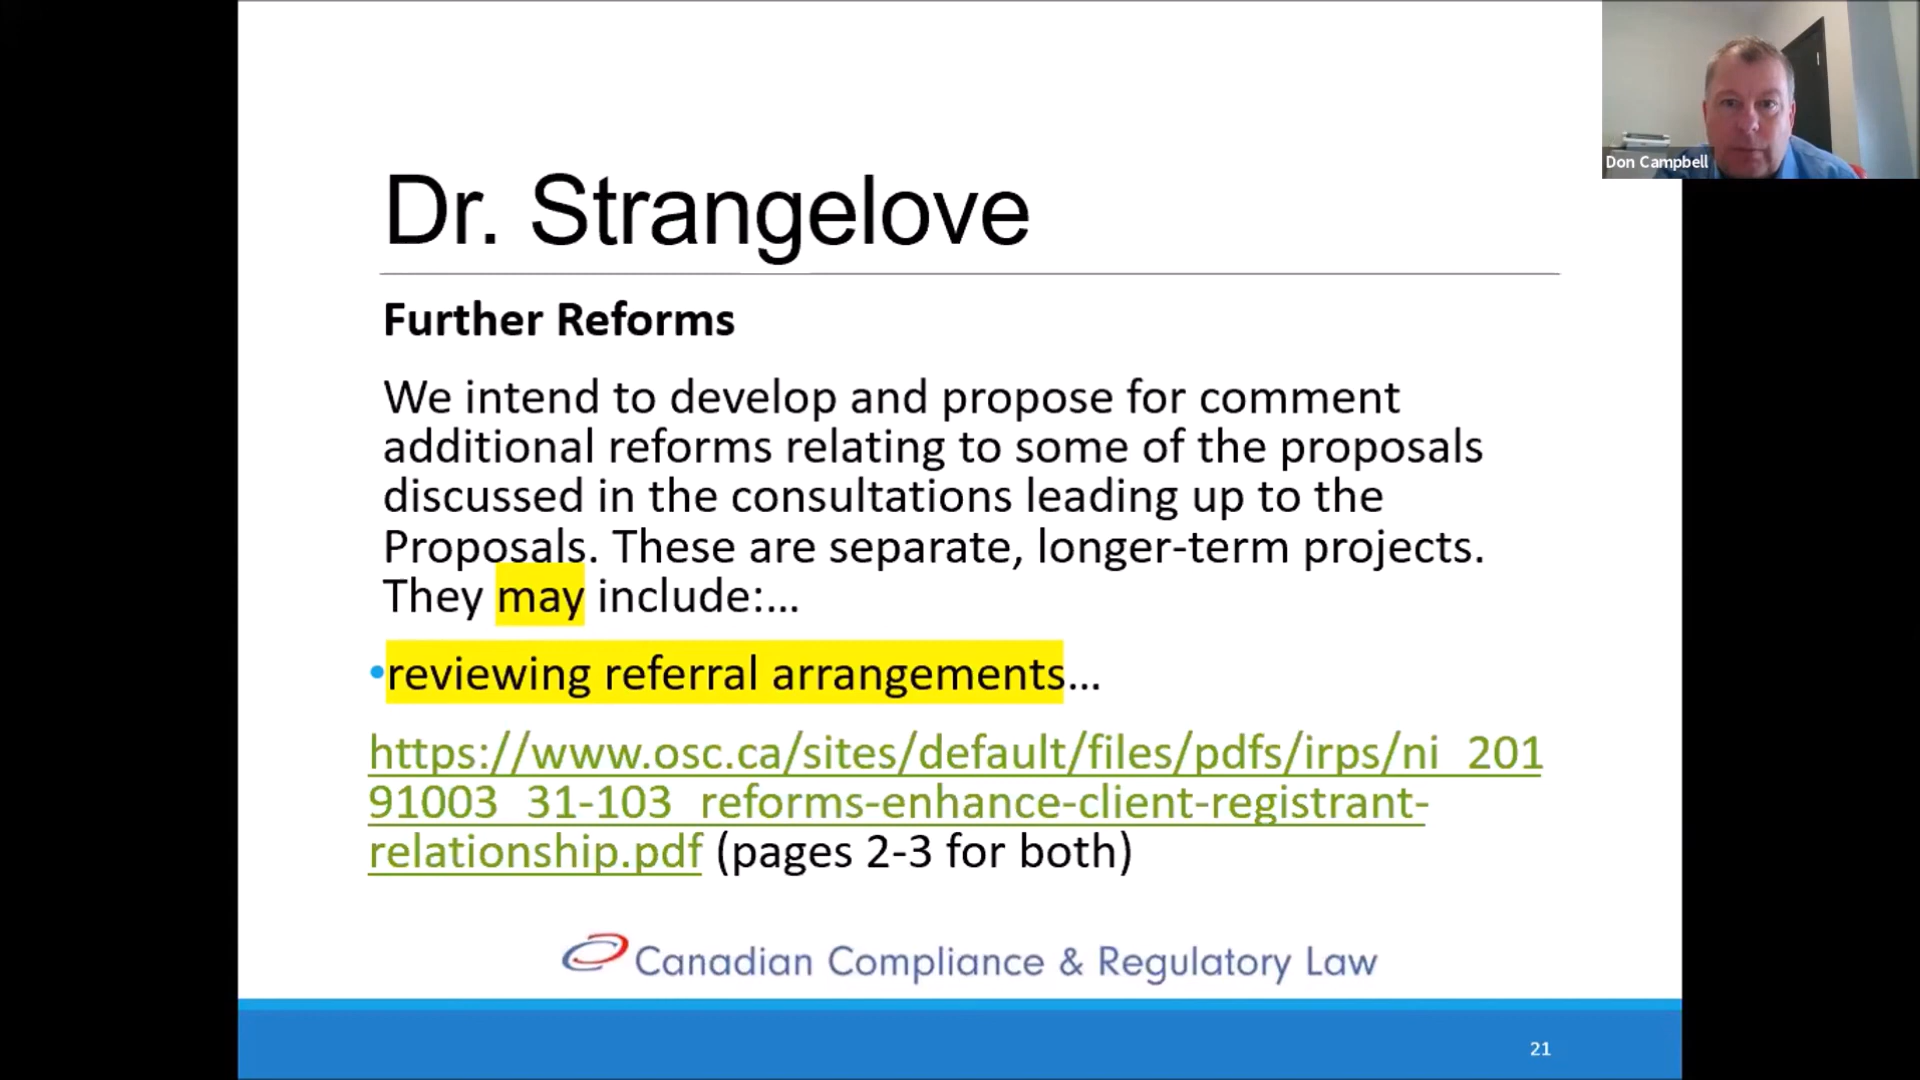 Don Campbell
Dr. Strangelove
Further Reforms
We intend to develop and propose for comment
additional reforms relating to some of the proposals
discussed in the consultations leading up to the
Proposals. These are separate, longer-term projects.
They may include:...
•reviewing referral arrangements...
https://www.osc.ca/sites/default/files/pdfs/irps/ni_201
91003_31-103_reforms-enhance-client-registrant-
relationship.pdf (pages 2-3 for both)
Canadian Compliance & Regulatory Law
21